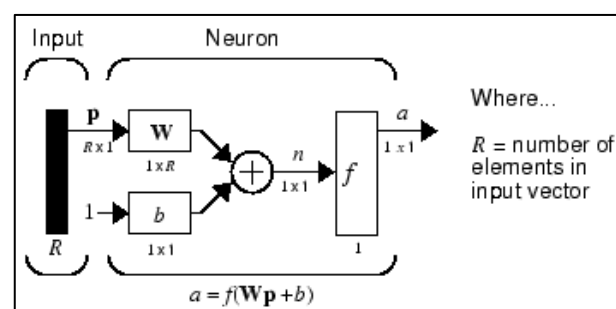 Input Neuron
p W n a Where...
R x 1 1 x R 1 x 1 f 1 x 1
R = number of
elements in
input vector
1 b
R 1 x 1 1
a = f(Wp + b)